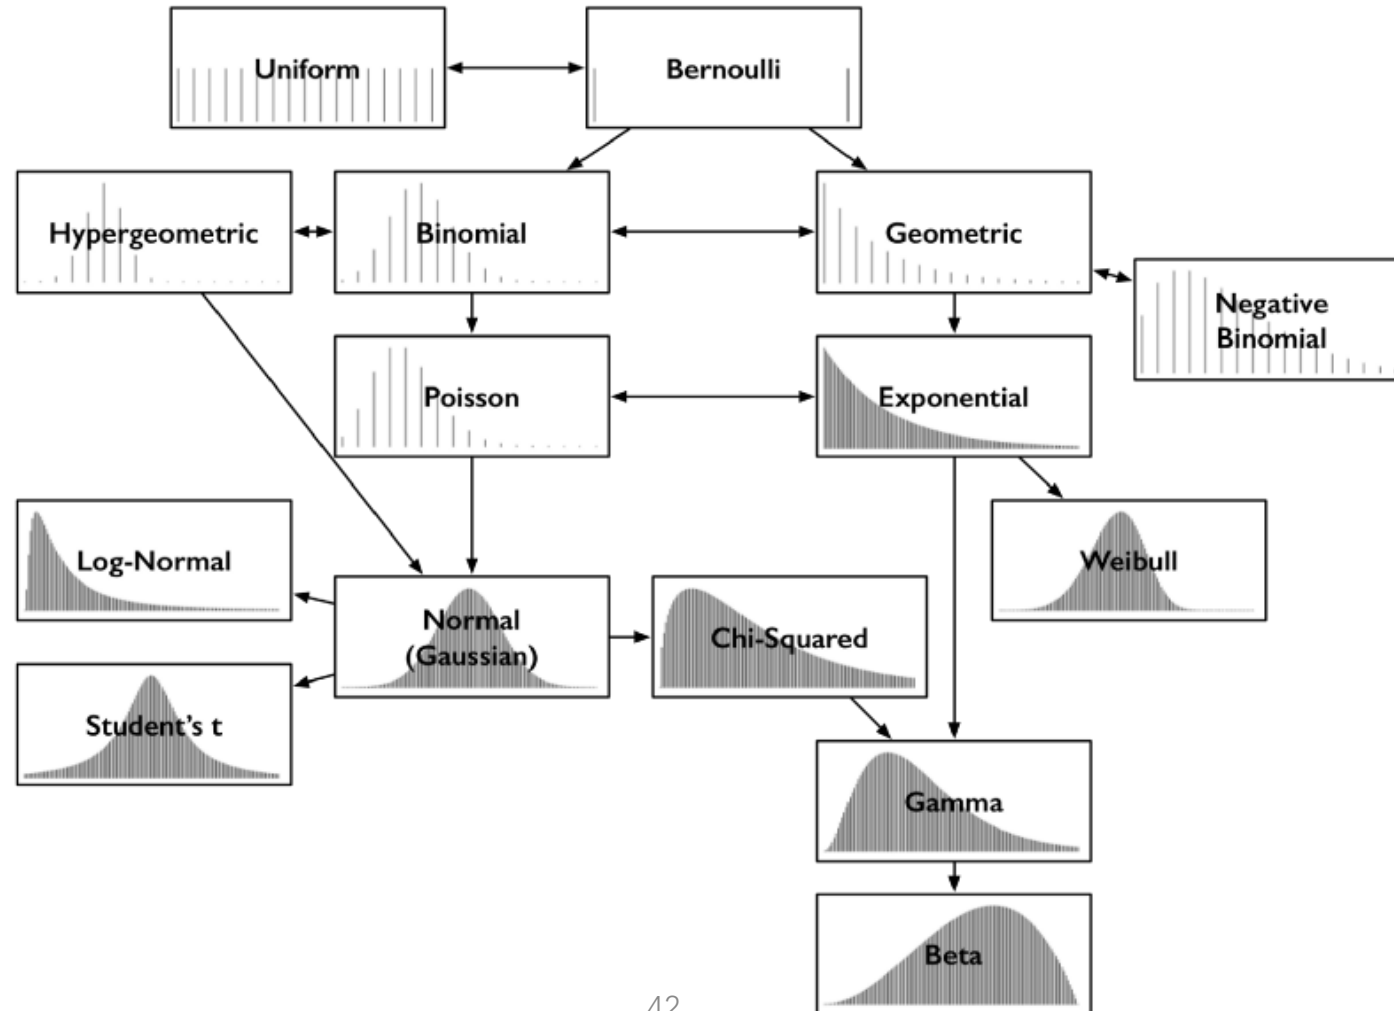 Uniform
Bernoulli
Hypergeometric
Binomial
Geometric
Negative
Binomial
Poisson
Exponential
Log-Normal
Normal
(Gaussian)
Chi-Squared
Weibull
Student's t
Gamma
Beta
42